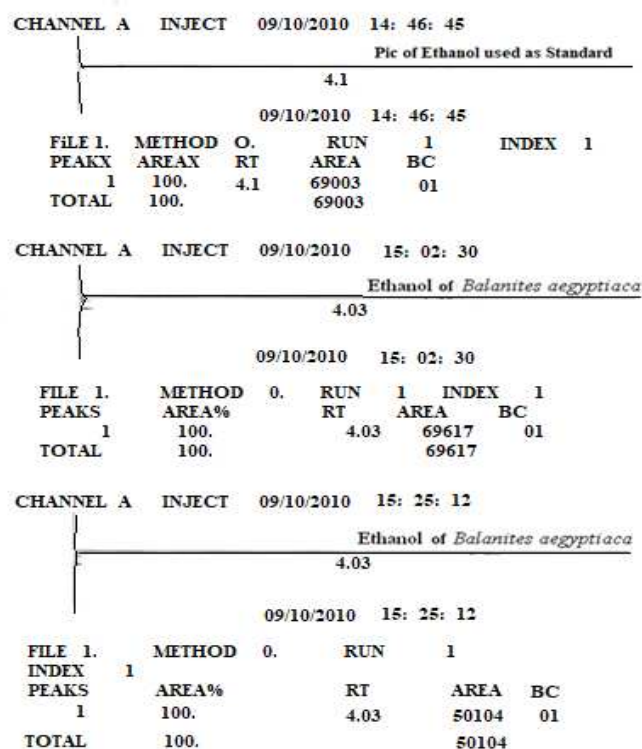 CHANNEL A INJECT 09/10/2010 14: 46: 45
Pic of Ethanol used as Standard
4.1
09/10/2010 14: 46: 45
FiLE 1. METHOD O. RUN 1 INDEX 1
PEAKX AREAX RT AREA BC
1 100. 4.1 69003 01
TOTAL 100. 69003
CHANNEL A INJECT 09/10/2010 15: 02: 30
Ethanol of Balanites aegyptiaca
4.03
09/10/2010 15: 02: 30
FILE 1. METHOD 0. RUN 1 INDEX 1
PEAKS AREA% RT AREA BC
1 100. 4.03 69617 01
TOTAL 100. 69617
CHANNEL A INJECT 09/10/2010 15: 25: 12
Ethanol of Balanites aegyptiaca
4.03
09/10/2010 15: 25: 12
FILE 1. METHOD 0. RUN 1
INDEX 1
PEAKS AREA% RT AREA BC
1 100. 4.03 50104 01
TOTAL 100. 50104